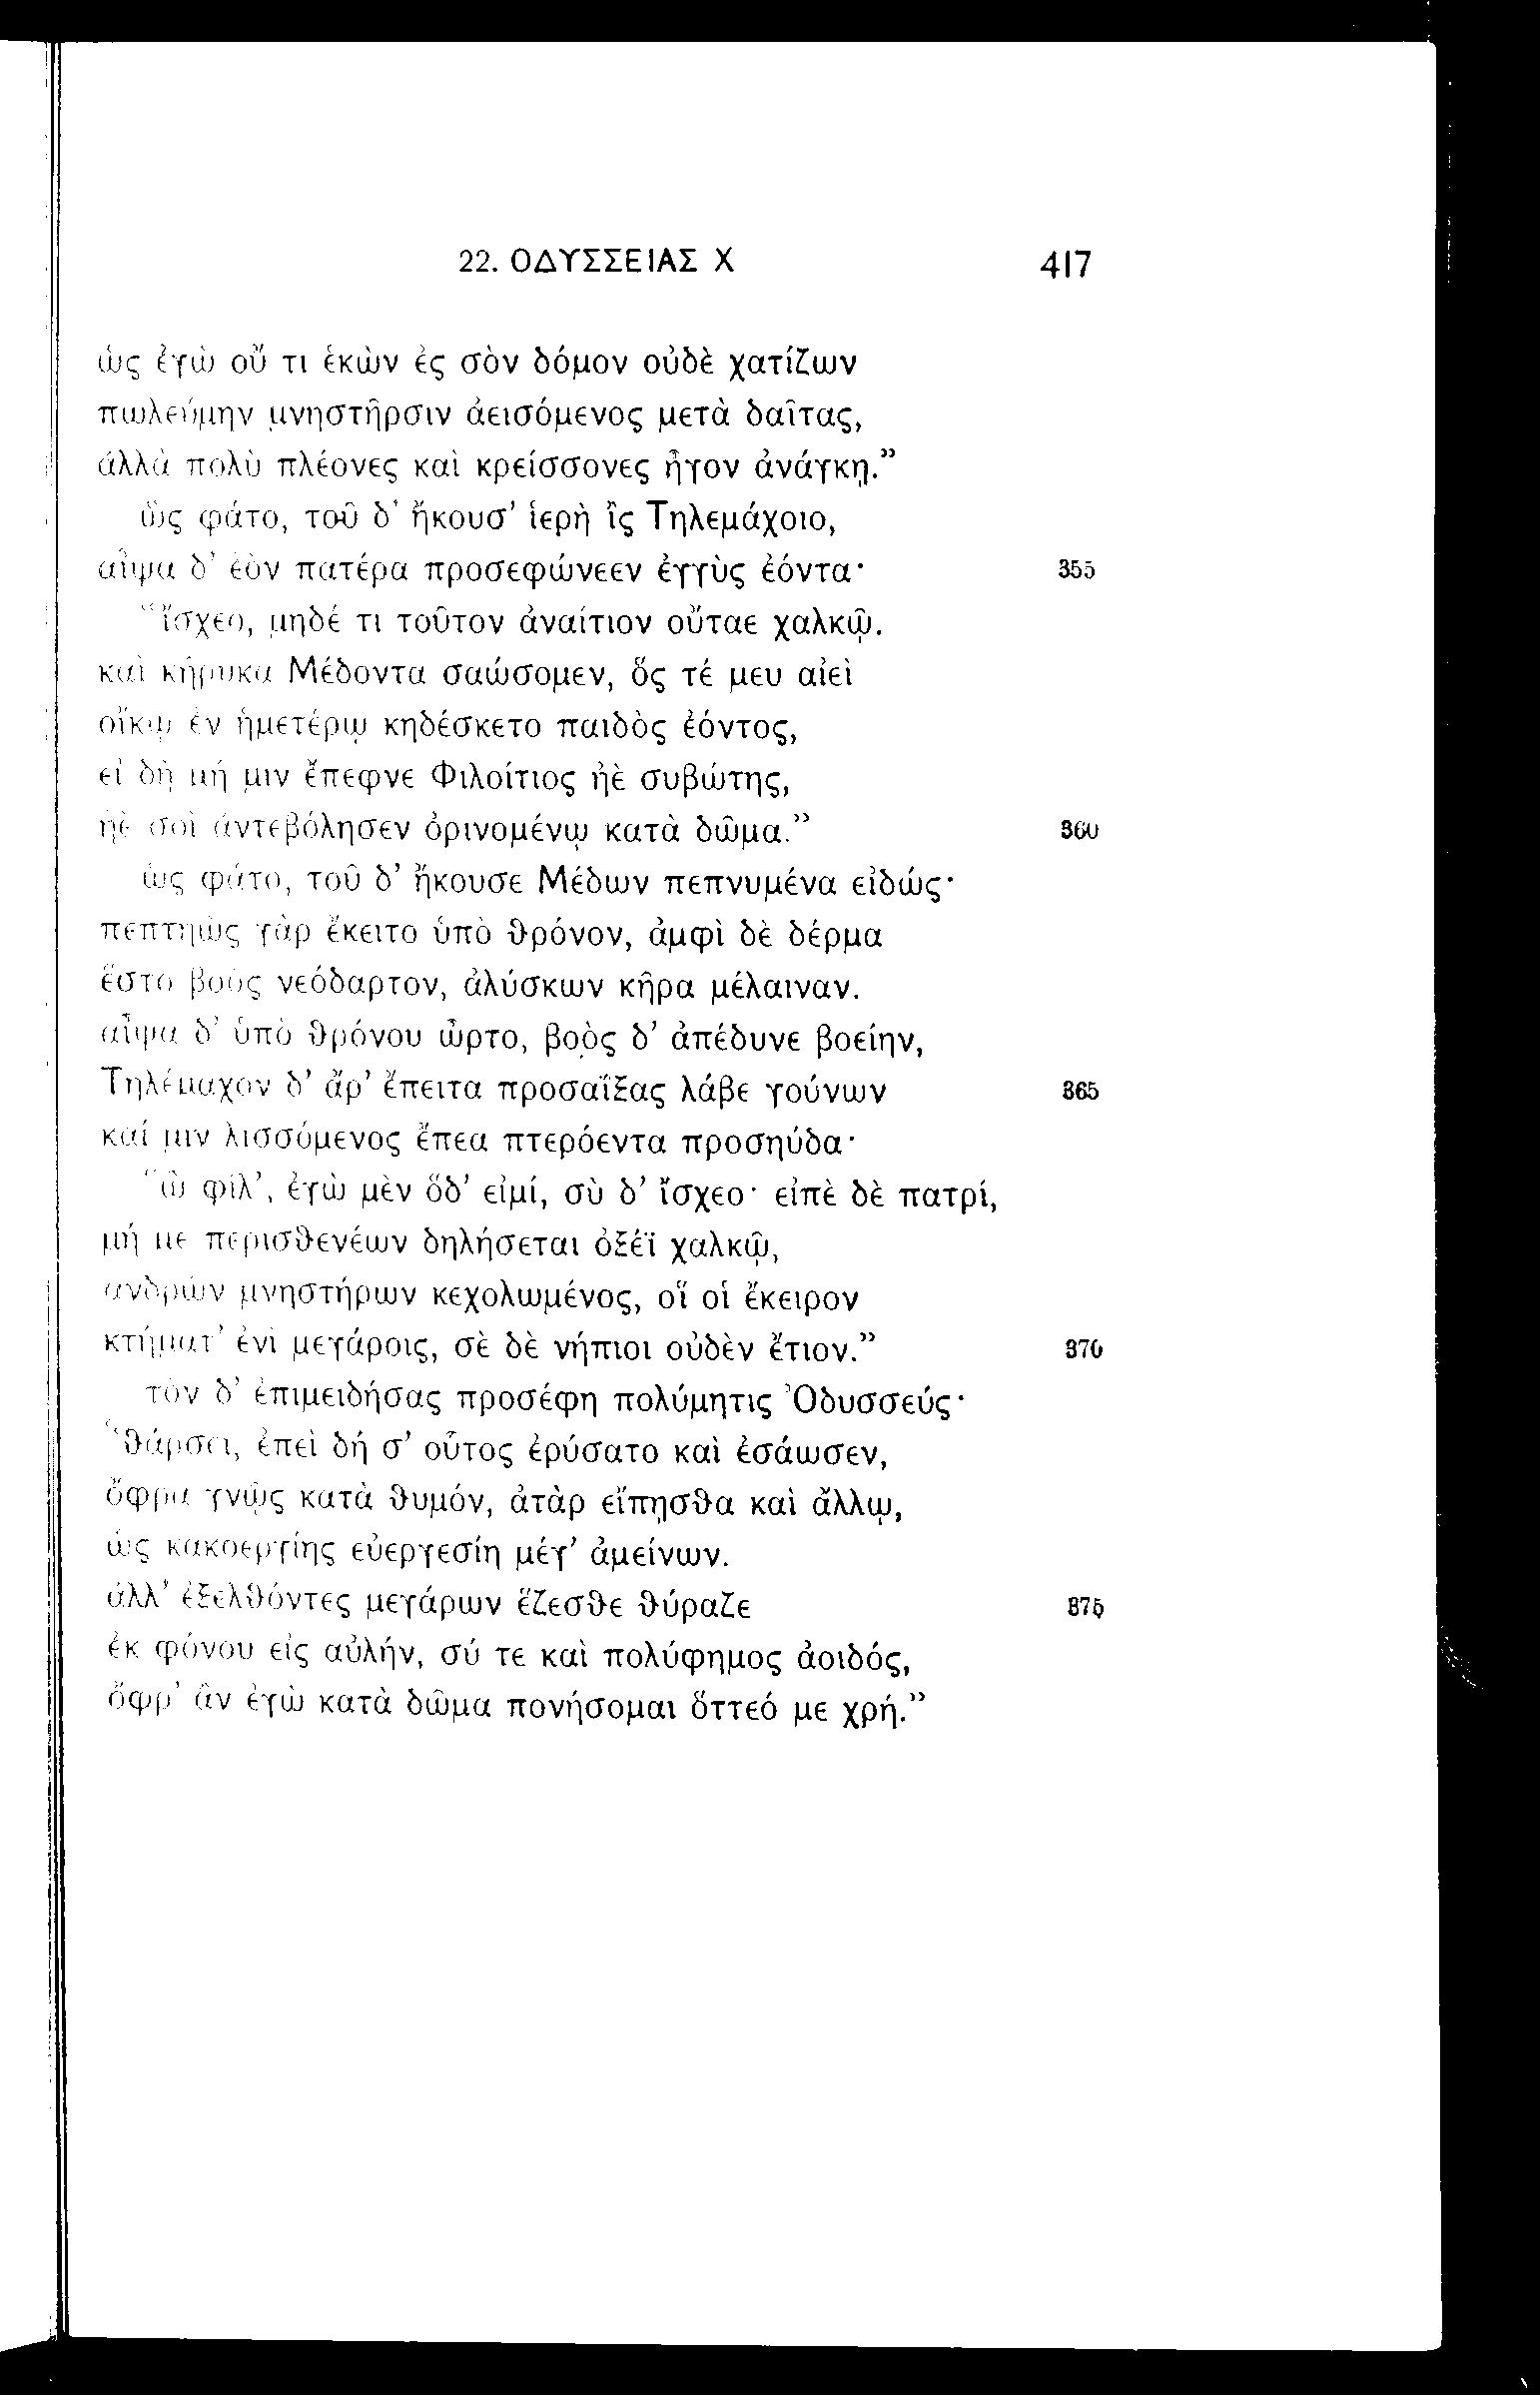 22. ΟΔΥΣΣΕΙΑΣ Χ 417
ὡς ἐγὼ οὔ τι ἑκὼν ἐς σὸν δόμον οὐδὲ χατίζων
πωλεύμην μνηστῆρσιν ἀεισόμενος μετὰ δαῖτας,
ἀλλὰ πολὺ πλέονες καὶ κρείσσονες ἦγον ἀνάγκῃ.”
ὣς φάτο, τοῦ δ’ ἤκουσ’ ἱερὴ ἲς Τηλεμάχοιο,
αἶψα δ’ ἑὸν πατέρα προσεφώνεεν ἐγγὺς ἐόντα· 355
“ἴσχεο, μηδέ τι τοῦτον ἀναίτιον οὔταε χαλκῷ.
καὶ κήρυκα Μέδοντα σαώσομεν, ὅς τέ μευ αἰεὶ
οἴκῳ ἐν ἡμετέρῳ κηδέσκετο παιδὸς ἐόντος,
εἰ δὴ μή μιν ἔπεφνε Φιλοίτιος ἠὲ συβώτης,
ἠὲ σοὶ ἀντεβόλησεν ὀρινομένῳ κατὰ δῶμα.” 360
ὣς φάτο, τοῦ δ’ ἤκουσε Μέδων πεπνυμένα εἰδώς·
πεπτηὼς γὰρ ἔκειτο ὑπὸ θρόνον, ἀμφὶ δὲ δέρμα
ἕστο βοὸς νεόδαρτον, ἀλύσκων κῆρα μέλαιναν.
αἶψα δ’ ὑπὸ θρόνου ὦρτο, βοὸς δ’ ἀπέδυνε βοείην,
Τηλέμαχον δ’ ἄρ’ ἔπειτα προσαΐξας λάβε γούνων 365
καί μιν λισσόμενος ἔπεα πτερόεντα προσηύδα·
“ὦ φίλ’, ἐγὼ μὲν ὅδ’ εἰμί, σὺ δ’ ἴσχεο· εἰπὲ δὲ πατρί,
μή με περισθενέων δηλήσεται ὀξέϊ χαλκῷ,
ἀνδρῶν μνηστήρων κεχολωμένος, οἵ οἱ ἔκειρον
κτήματ’ ἐνὶ μεγάροις, σὲ δὲ νήπιοι οὐδὲν ἔτιον.” 370
τὸν δ’ ἐπιμειδήσας προσέφη πολύμητις Ὀδυσσεύς·
“θάρσει, ἐπεὶ δή σ’ οὗτος ἐρύσατο καὶ ἐσάωσεν,
ὄφρα γνῷς κατὰ θυμόν, ἀτὰρ εἴπῃσθα καὶ ἄλλῳ,
ὡς κακοεργίης εὐεργεσίη μέγ’ ἀμείνων.
ἀλλ’ ἐξελθόντες μεγάρων ἕζεσθε θύραζε 375
ἐκ φόνου εἰς αὐλήν, σύ τε καὶ πολύφημος ἀοιδός,
ὄφρ’ ἂν ἐγὼ κατὰ δῶμα πονήσομαι ὅττεό με χρή.”